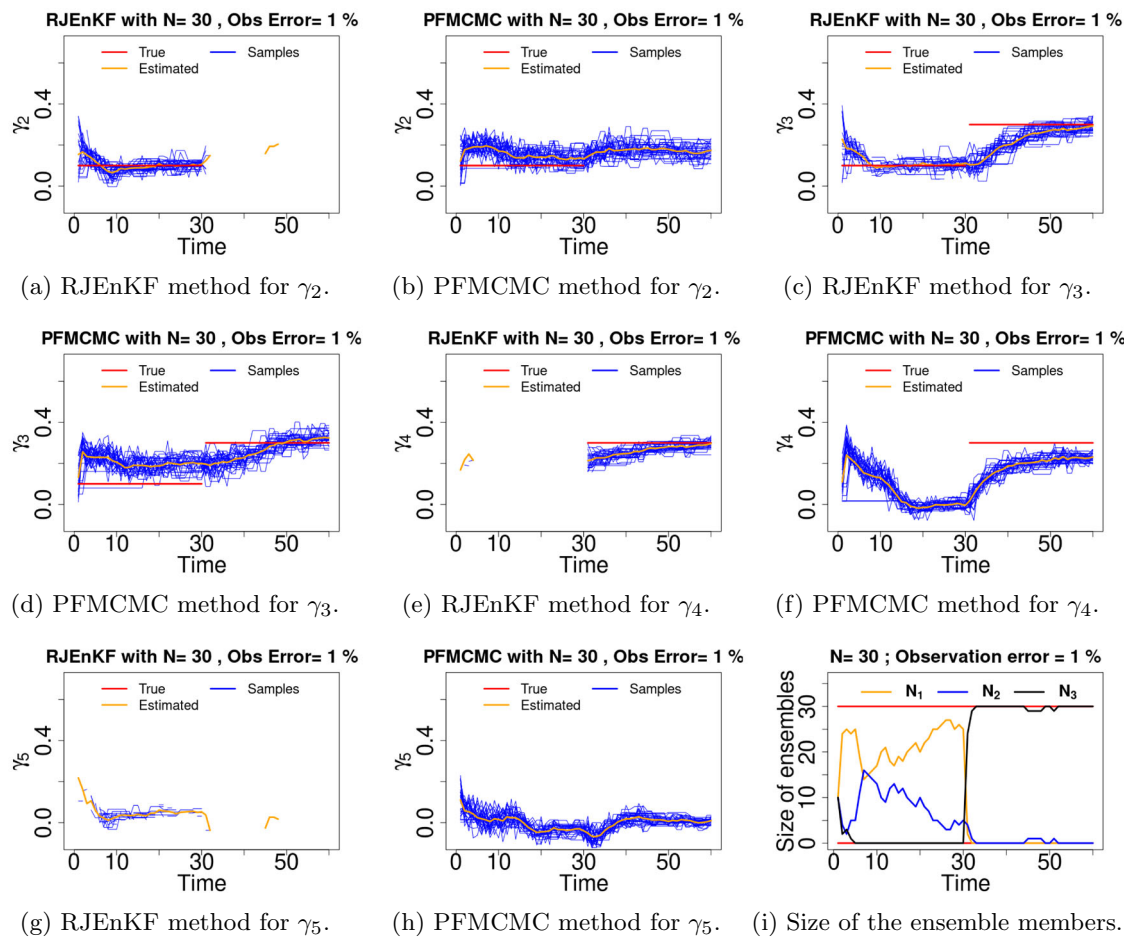 RJEnKF with N= 30 , Obs Error= 1 %
True Samples
Estimated
γ2
0.0 0.4
0 10 30 50
Time
(a) RJEnKF method for γ2.
PFMCMC with N= 30 , Obs Error= 1 %
True Samples
Estimated
γ2
0.0 0.4
0 10 30 50
Time
(b) PFMCMC method for γ2.
RJEnKF with N= 30 , Obs Error= 1 %
True Samples
Estimated
γ3
0.0 0.4
0 10 30 50
Time
(c) RJEnKF method for γ3.
PFMCMC with N= 30 , Obs Error= 1 %
True Samples
Estimated
γ3
0.0 0.4
0 10 30 50
Time
(d) PFMCMC method for γ3.
RJEnKF with N= 30 , Obs Error= 1 %
True Samples
Estimated
γ4
0.0 0.4
0 10 30 50
Time
(e) RJEnKF method for γ4.
PFMCMC with N= 30 , Obs Error= 1 %
True Samples
Estimated
γ4
0.0 0.4
0 10 30 50
Time
(f) PFMCMC method for γ4.
RJEnKF with N= 30 , Obs Error= 1 %
True Samples
Estimated
γ5
0.0 0.4
0 10 30 50
Time
(g) RJEnKF method for γ5.
PFMCMC with N= 30 , Obs Error= 1 %
True Samples
Estimated
γ5
0.0 0.4
0 10 30 50
Time
(h) PFMCMC method for γ5.
N= 30 ; Observation error = 1 %
N1 N2 N3
Size of ensembles
0 10 20 30
0 10 30 50
Time
(i) Size of the ensemble members.